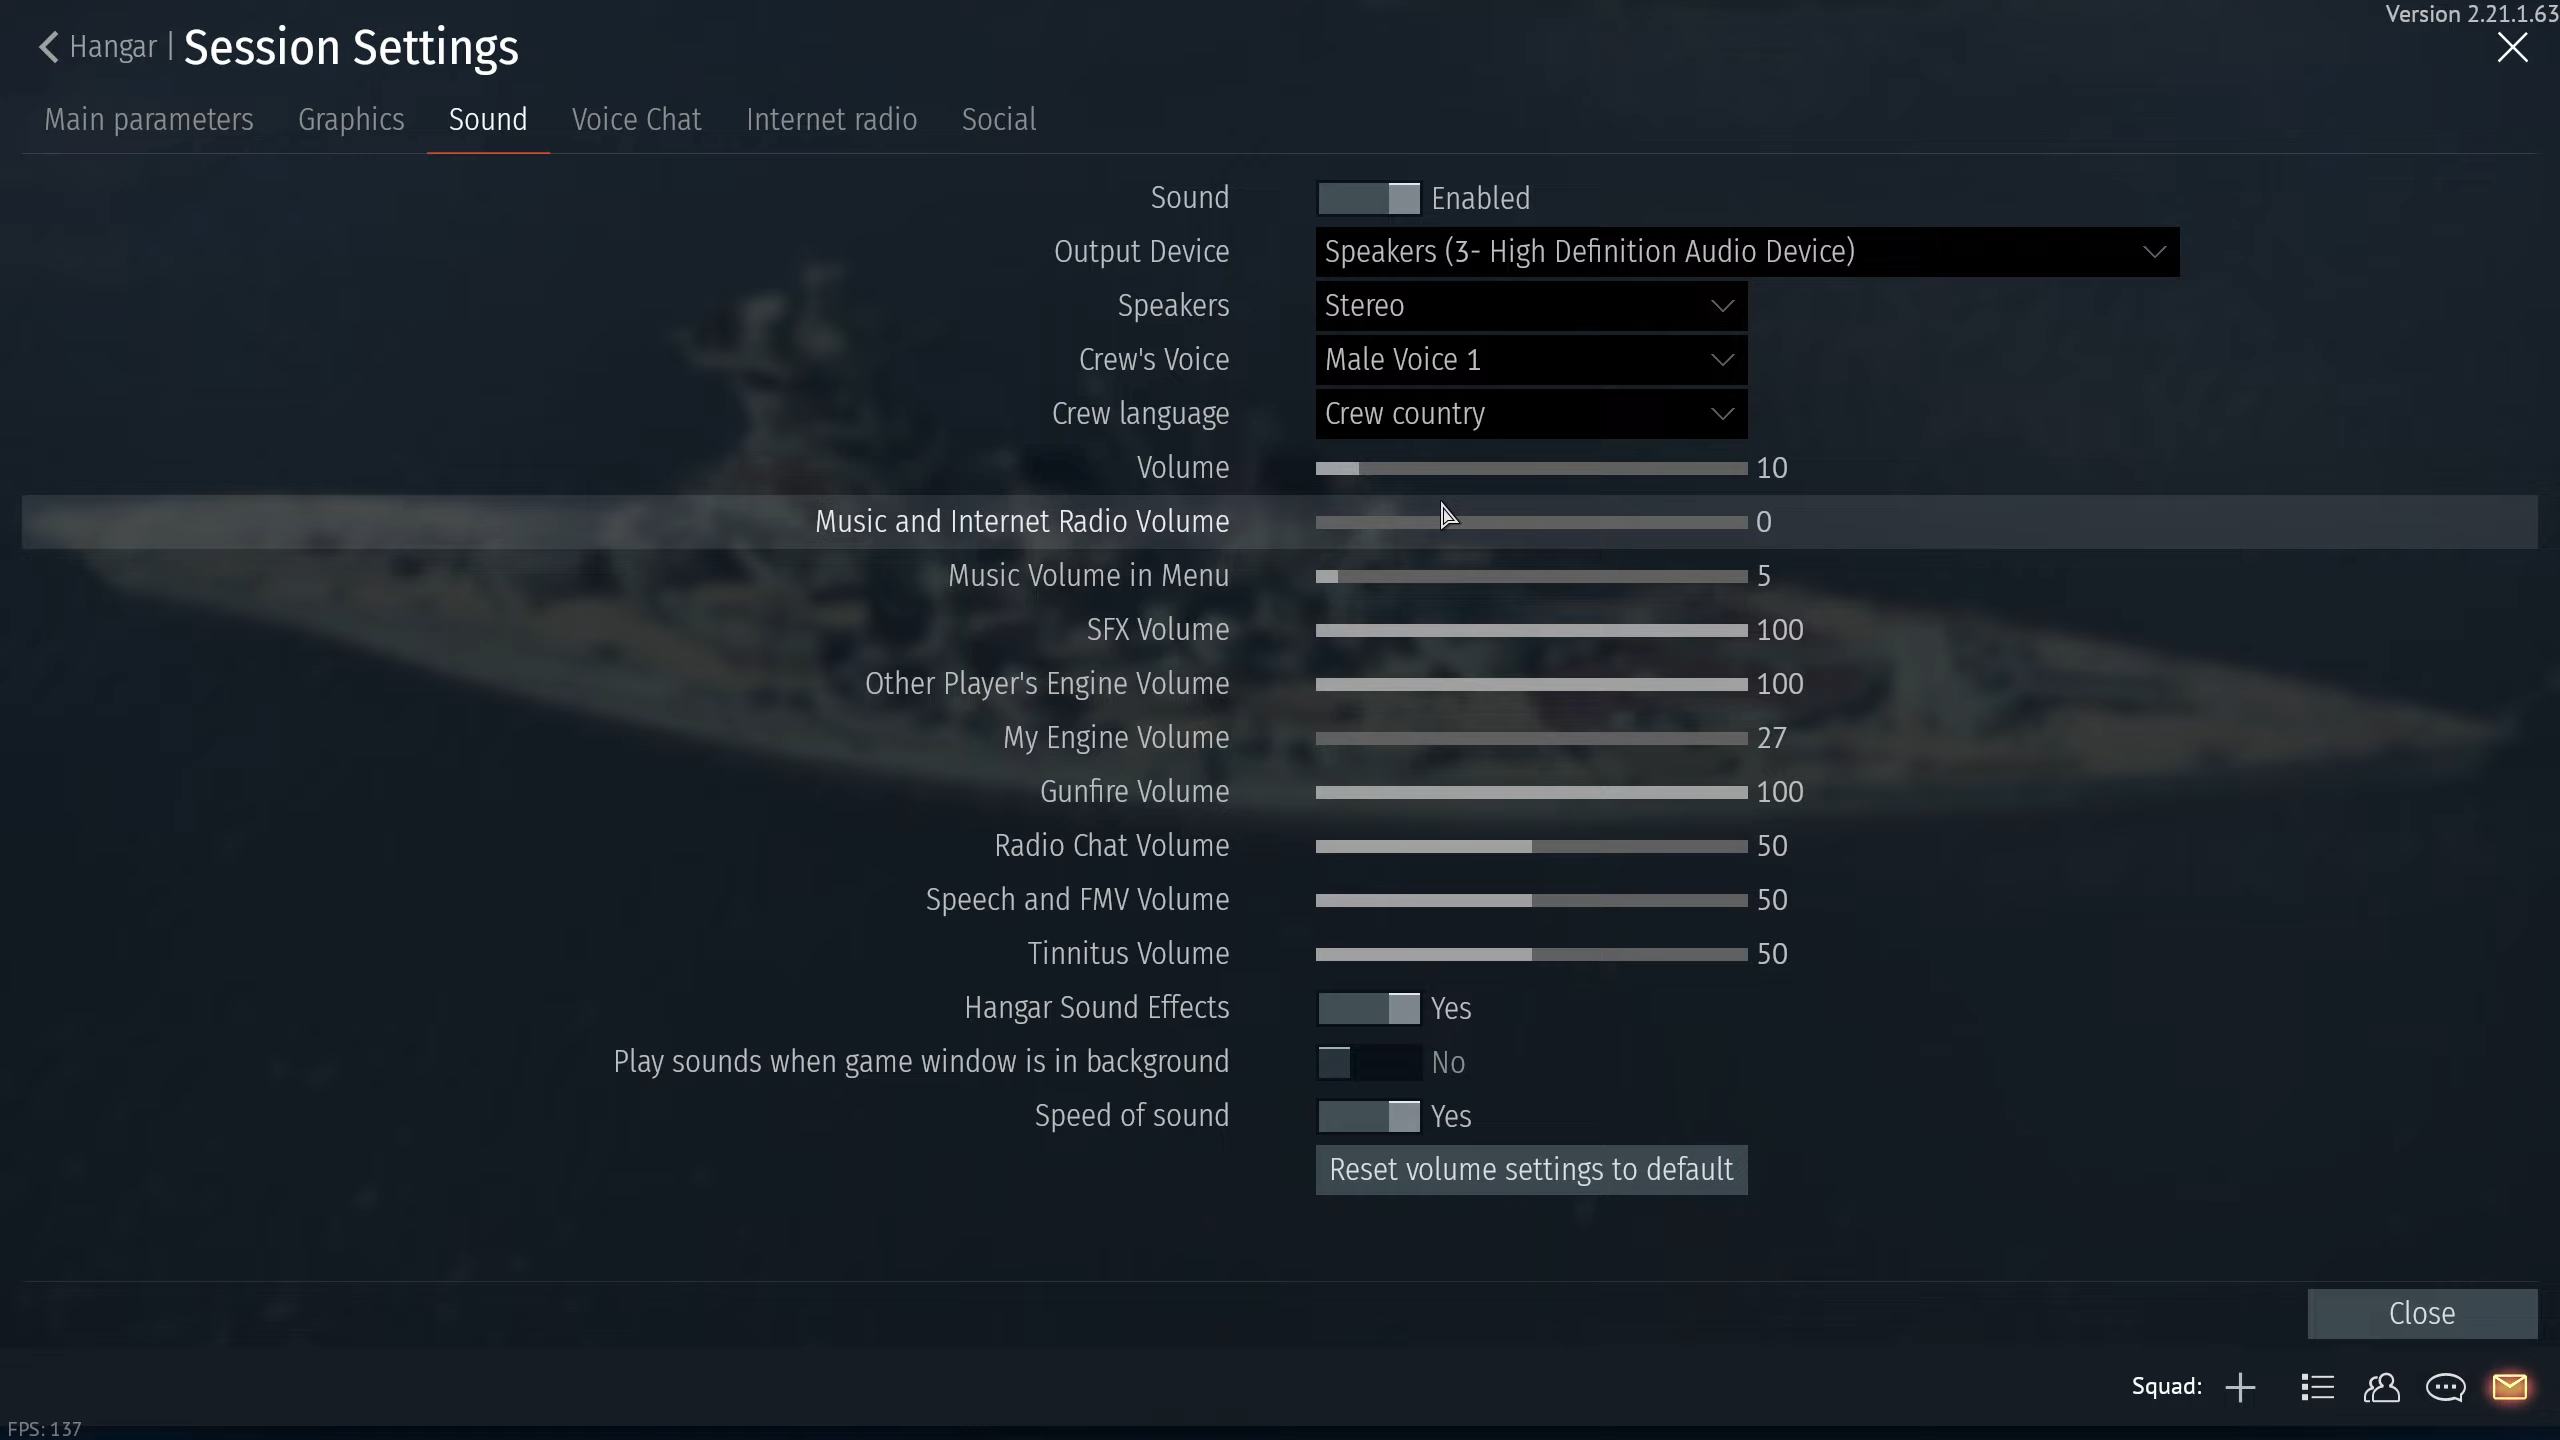 Version 2.21.1.63
Hangar | Session Settings
Main parameters Graphics Sound Voice Chat Internet radio Social
Sound Enabled
Output Device Speakers (3- High Definition Audio Device)
Speakers Stereo
Crew's Voice Male Voice 1
Crew language Crew country
Volume 10
Music and Internet Radio Volume 0
Music Volume in Menu 5
SFX Volume 100
Other Player's Engine Volume 100
My Engine Volume 27
Gunfire Volume 100
Radio Chat Volume 50
Speech and FMV Volume 50
Tinnitus Volume 50
Hangar Sound Effects Yes
Play sounds when game window is in background No
Speed of sound Yes
Reset volume settings to default
Close
Squad:
FPS: 137